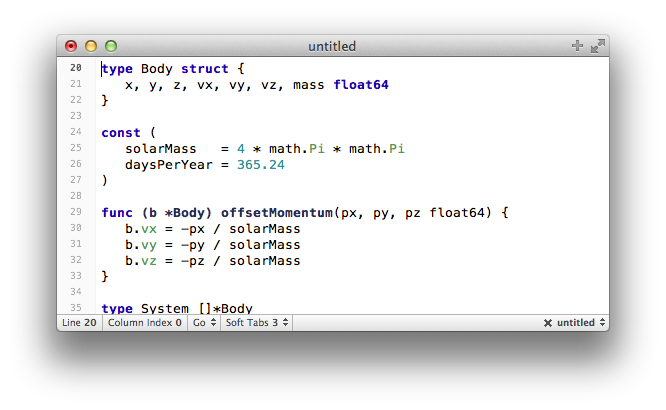 untitled
20 type Body struct {
21    x, y, z, vx, vy, vz, mass float64
22 }
23
24 const (
25    solarMass   = 4 * math.Pi * math.Pi
26    daysPerYear = 365.24
27 )
28
29 func (b *Body) offsetMomentum(px, py, pz float64) {
30    b.vx = -px / solarMass
31    b.vy = -py / solarMass
32    b.vz = -pz / solarMass
33 }
34
35 type System []*Body
Line 20 Column Index 0 Go Soft Tabs 3 untitled